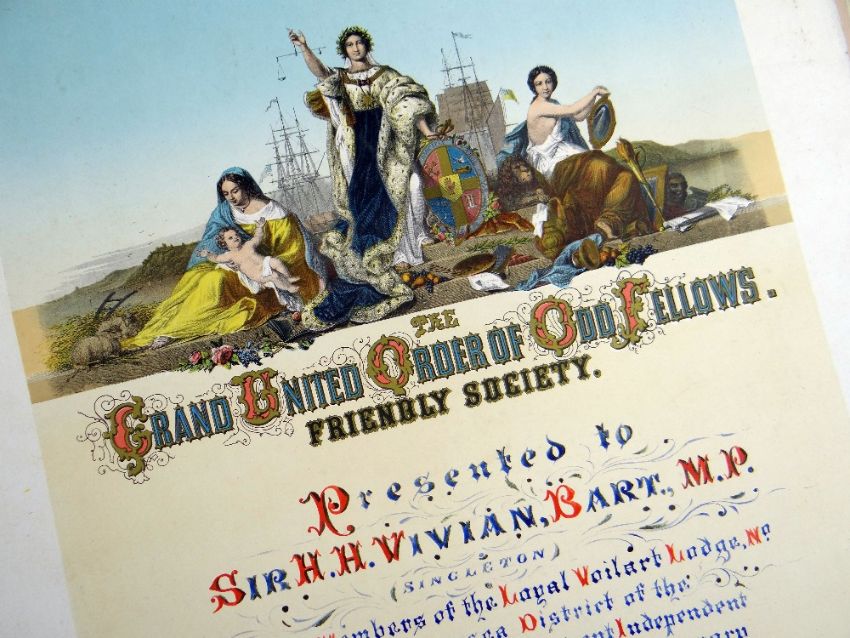 THE
GRAND UNITED ORDER OF ODD FELLOWS.
FRIENDLY SOCIETY.
Presented to
SIR H. H. VIVIAN, BART., M.P.
(SINGLETON)
Members of the Loyal Voilart Lodge, No
District of the
Independent